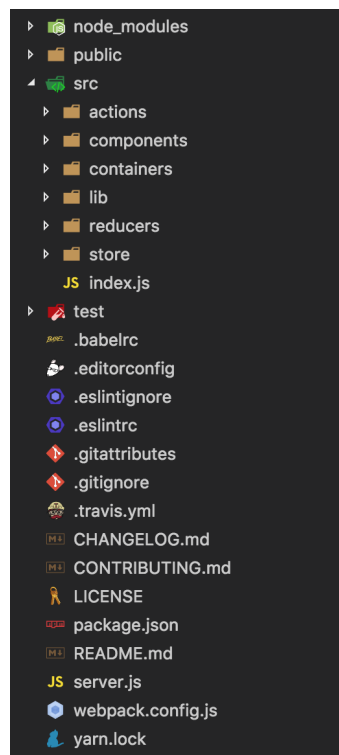 node_modules
public
src
actions
components
containers
lib
reducers
store
JS index.js
test
BABEL .babelrc
.editorconfig
.eslintignore
.eslintrc
.gitattributes
.gitignore
.travis.yml
M↓ CHANGELOG.md
M↓ CONTRIBUTING.md
LICENSE
npm package.json
M↓ README.md
JS server.js
webpack.config.js
yarn.lock